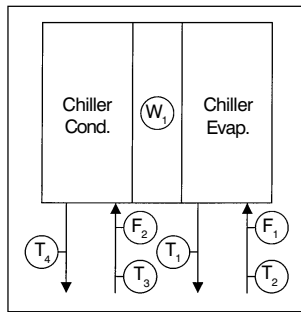 Chiller
Cond.
W1
Chiller
Evap.
F2
F1
T4
T1
T3
T2